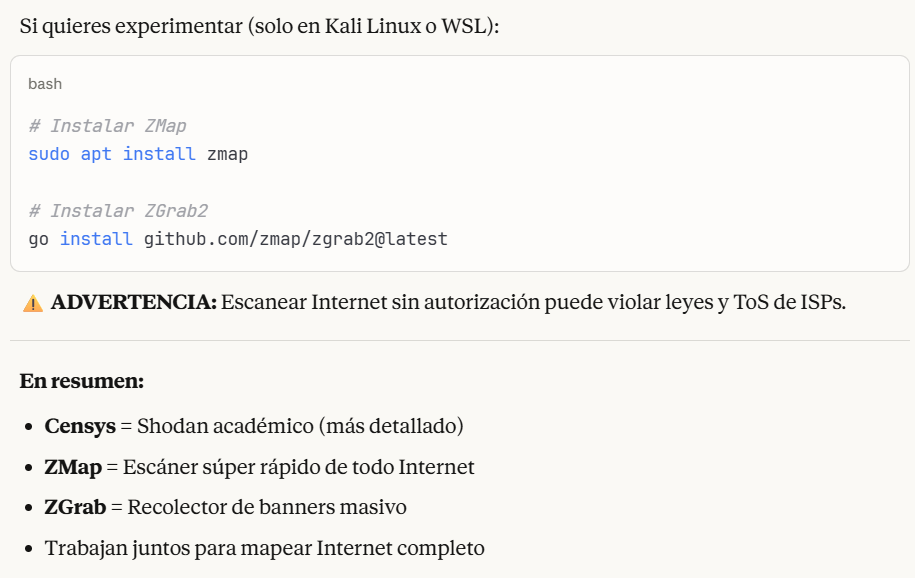 Si quieres experimentar (solo en Kali Linux o WSL):
bash
# Instalar ZMap
sudo apt install zmap
# Instalar ZGrab2
go install github.com/zmap/zgrab2@latest
⚠️ ADVERTENCIA: Escanear Internet sin autorización puede violar leyes y ToS de ISPs.
En resumen:
• Censys = Shodan académico (más detallado)
• ZMap = Escáner súper rápido de todo Internet
• ZGrab = Recolector de banners masivo
• Trabajan juntos para mapear Internet completo